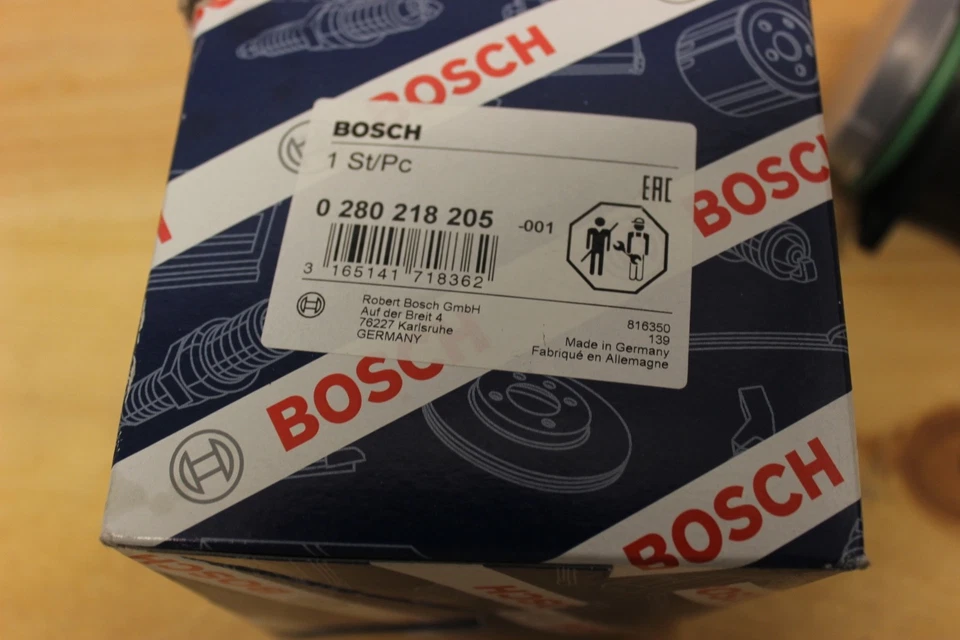 BOSCH
BOSCH
BOSCH
1 St/Pc
EAC
0 280 218 205 -001
3 165141 718362
Robert Bosch GmbH
Auf der Breit 4
76227 Karlsruhe
GERMANY
816350
139
Made in Germany
Fabriqué en Allemagne
BOSCH
BOSCH
BOSCH